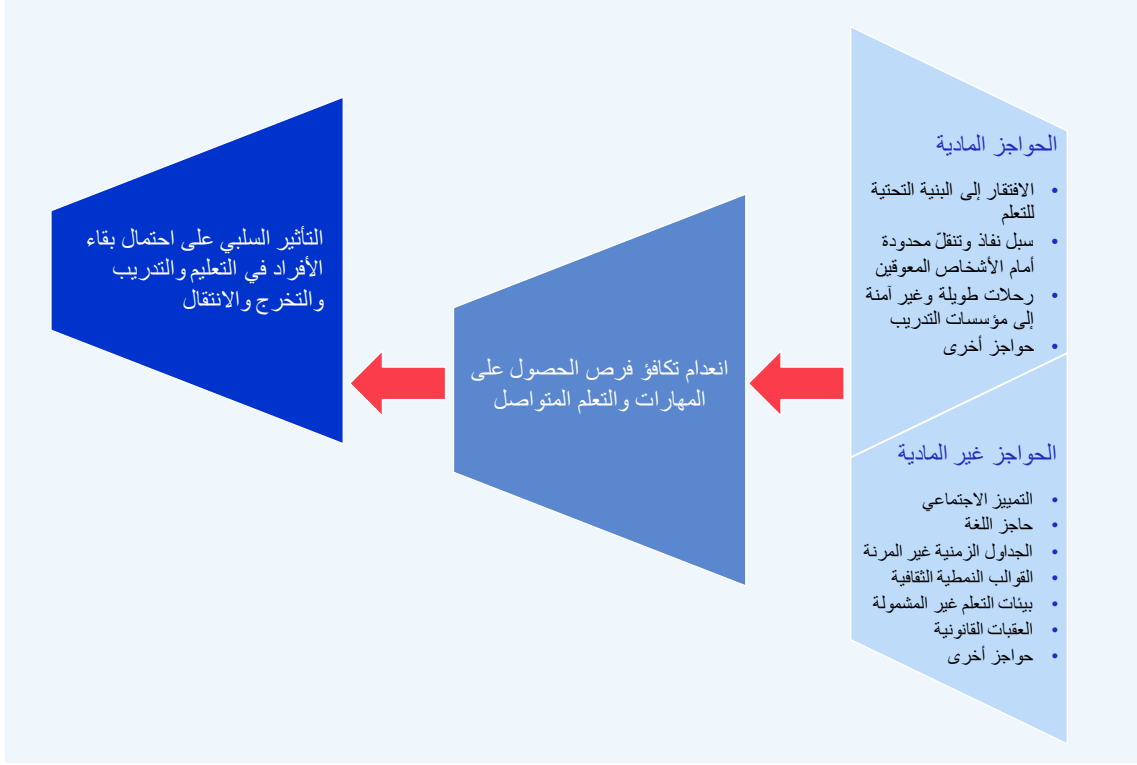 الحواجز المادية
• الافتقار إلى البنية التحتية
للتعلم
• سبل نفاذ وتنقلّ محدودة
أمام الأشخاص المعوقين
• رحلات طويلة وغير آمنة
إلى مؤسسات التدريب
• حواجز أخرى
الحواجز غير المادية
• التمييز الاجتماعي
• حاجز اللغة
• الجداول الزمنية غير المرنة
• القوالب النمطية الثقافية
• بيئات التعلم غير المشمولة
• العقبات القانونية
• حواجز أخرى
انعدام تكافؤ فرص الحصول على
المهارات والتعلم المتواصل
التأثير السلبي على احتمال بقاء
الأفراد في التعليم والتدريب
والتخرج والانتقال